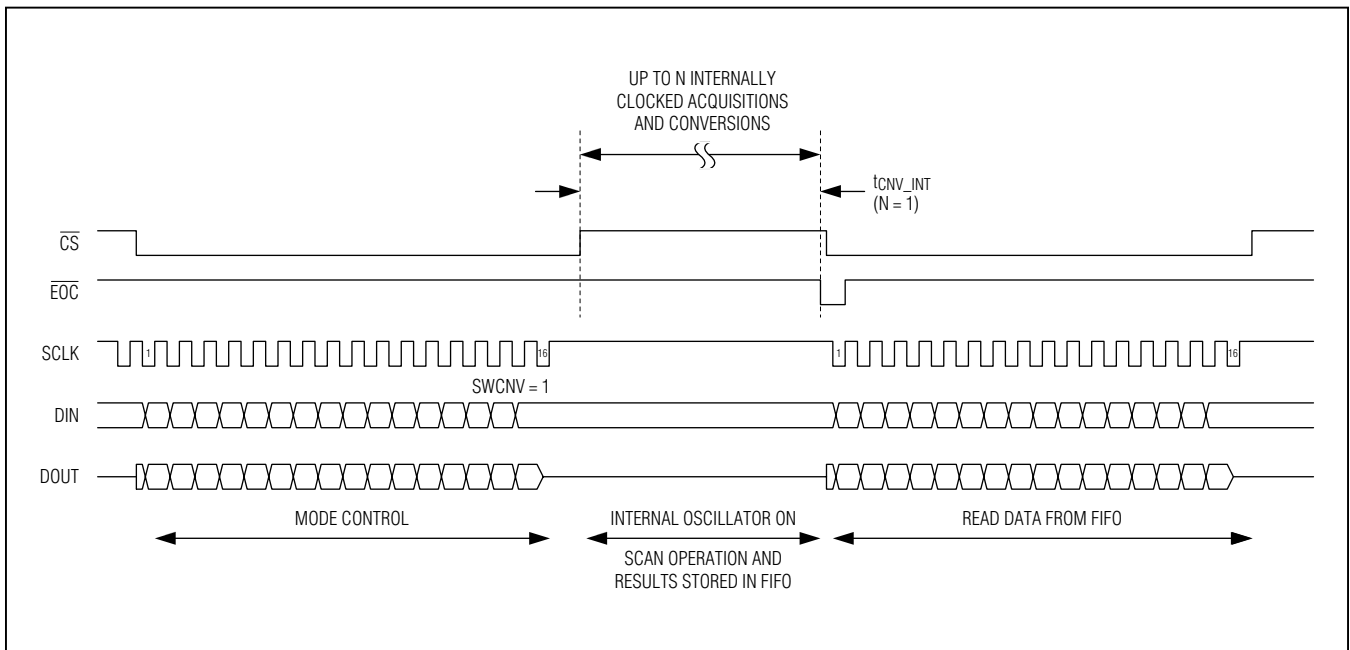 UP TO N INTERNALLY
CLOCKED ACQUISITIONS
AND CONVERSIONS
tCNV_INT
(N = 1)
CS
EOC
SCLK
1
16
1
16
SWCNV = 1
DIN
DOUT
MODE CONTROL
INTERNAL OSCILLATOR ON
READ DATA FROM FIFO
SCAN OPERATION AND
RESULTS STORED IN FIFO